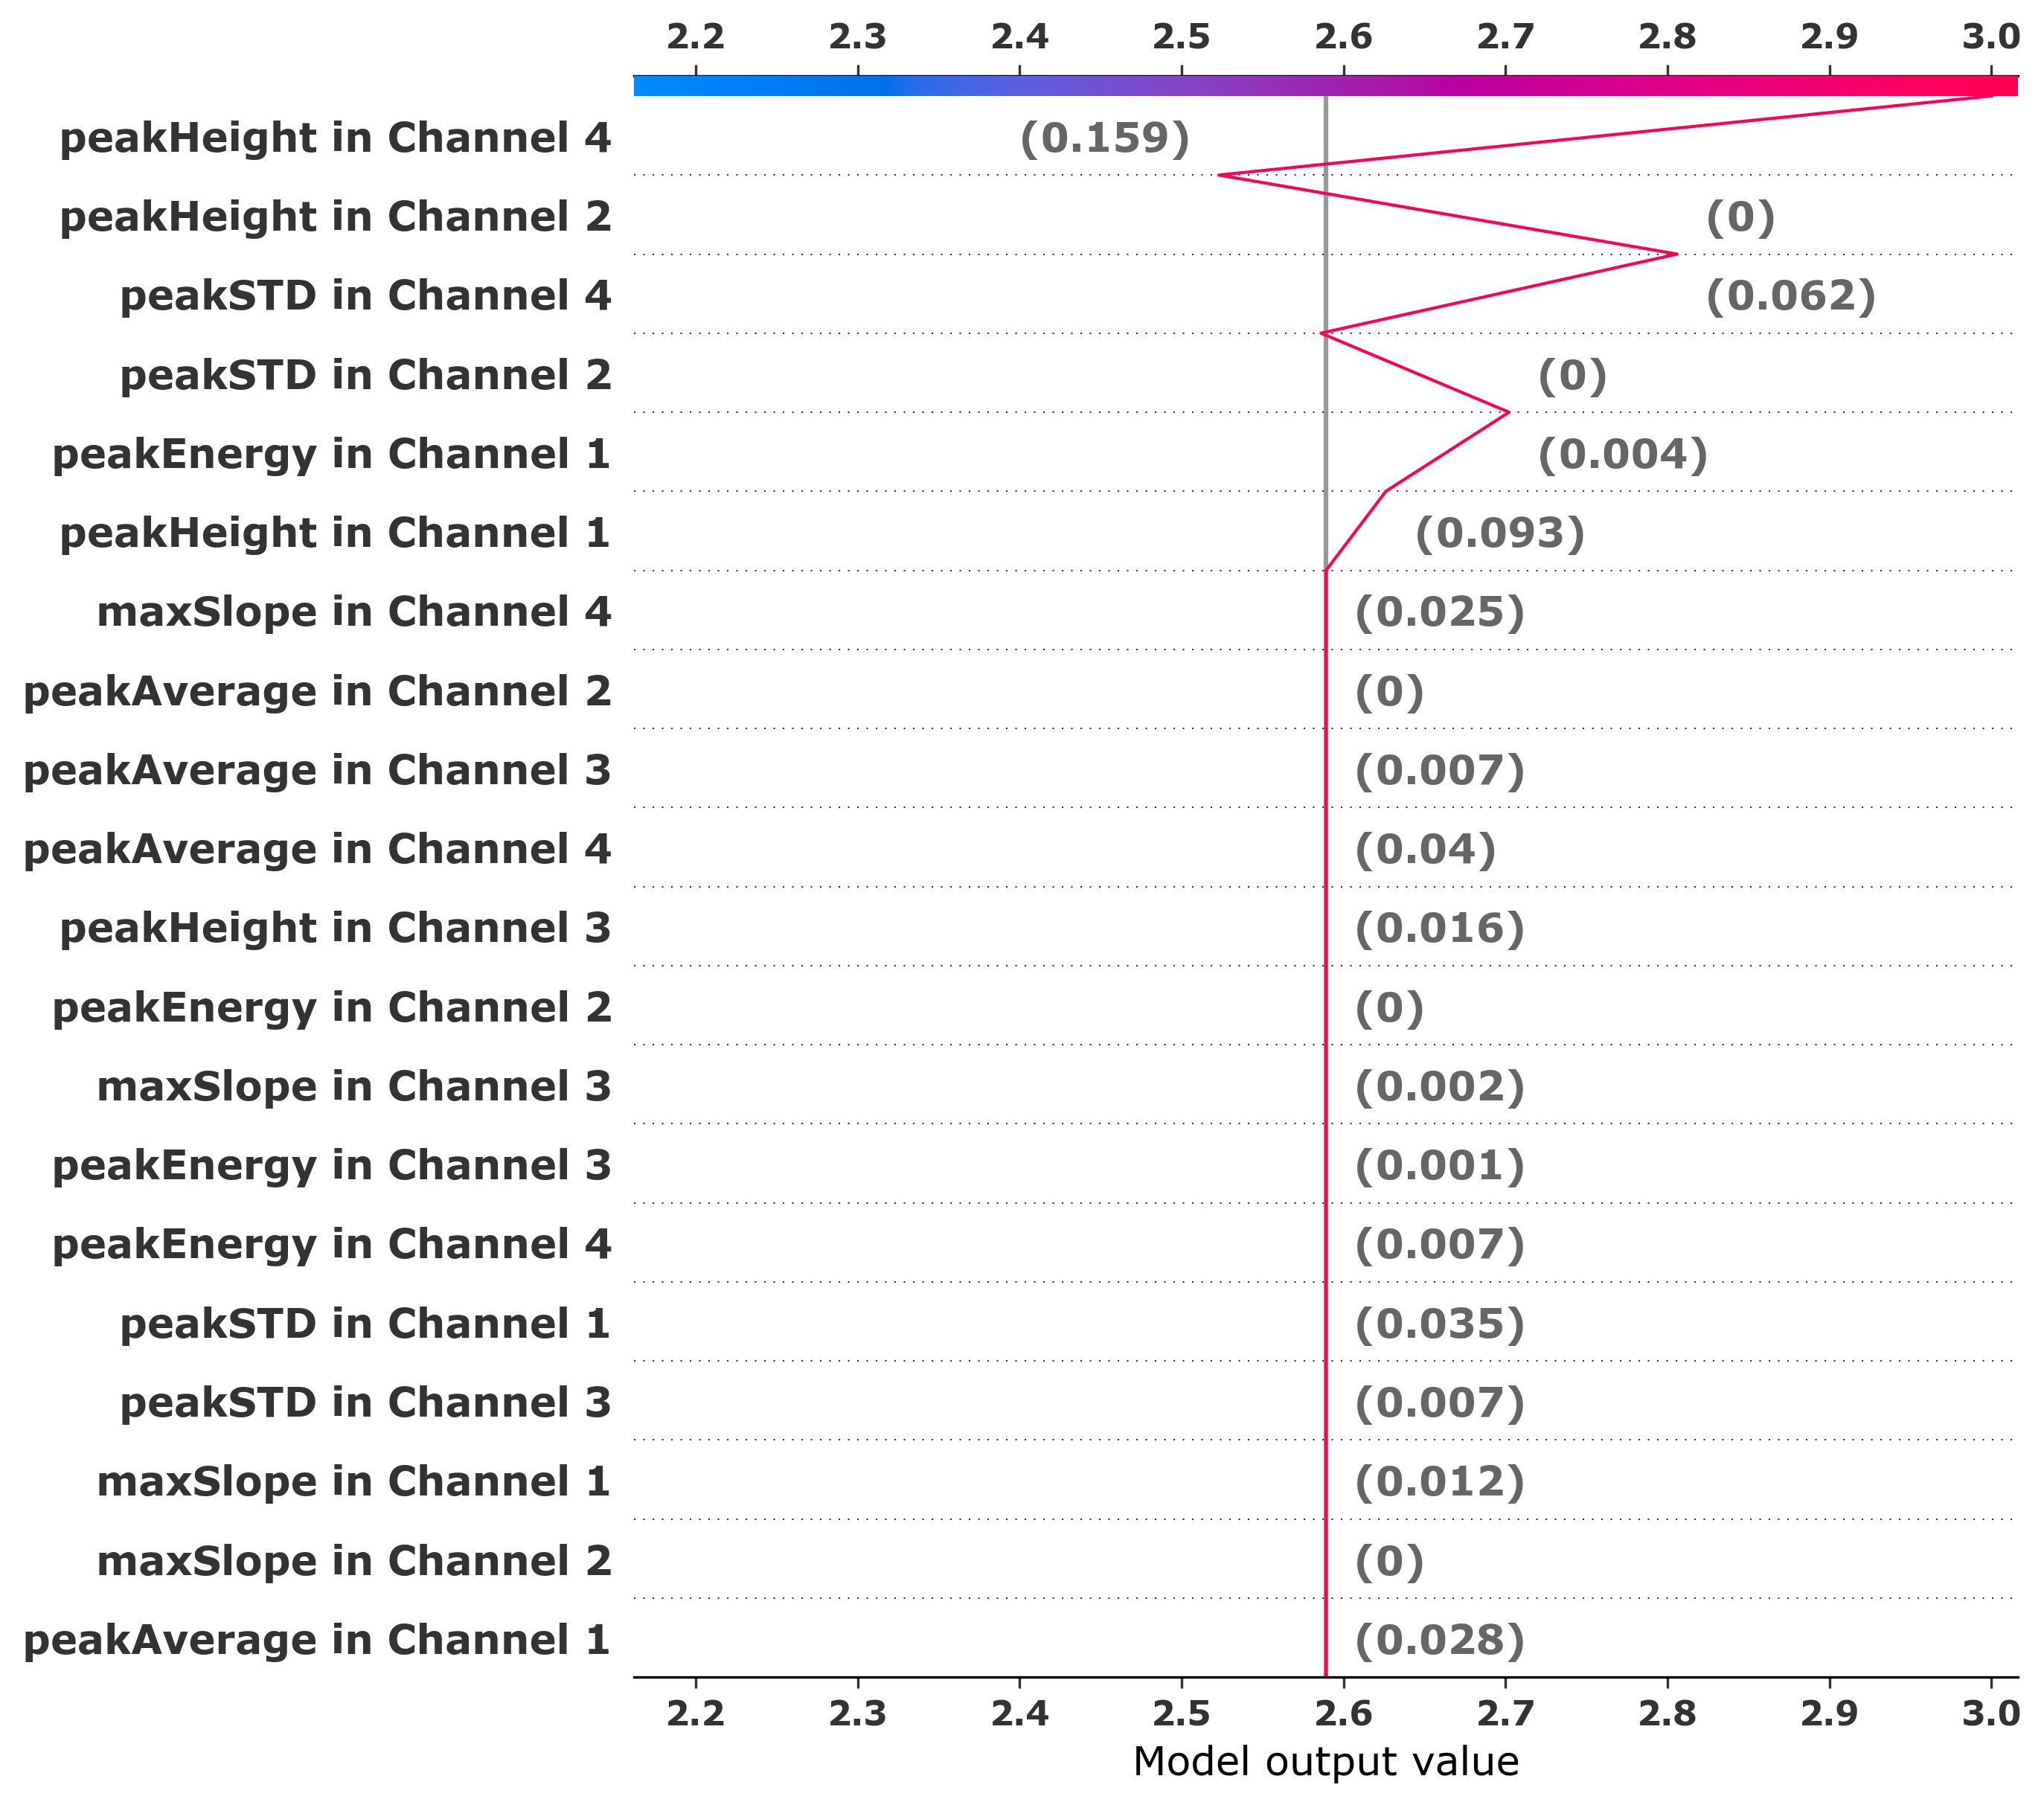 2.2 2.3 2.4 2.5 2.6 2.7 2.8 2.9 3.0
peakHeight in Channel 4 (0.159)
peakHeight in Channel 2 (0)
peakSTD in Channel 4 (0.062)
peakSTD in Channel 2 (0)
peakEnergy in Channel 1 (0.004)
peakHeight in Channel 1 (0.093)
maxSlope in Channel 4 (0.025)
peakAverage in Channel 2 (0)
peakAverage in Channel 3 (0.007)
peakAverage in Channel 4 (0.04)
peakHeight in Channel 3 (0.016)
peakEnergy in Channel 2 (0)
maxSlope in Channel 3 (0.002)
peakEnergy in Channel 3 (0.001)
peakEnergy in Channel 4 (0.007)
peakSTD in Channel 1 (0.035)
peakSTD in Channel 3 (0.007)
maxSlope in Channel 1 (0.012)
maxSlope in Channel 2 (0)
peakAverage in Channel 1 (0.028)
2.2 2.3 2.4 2.5 2.6 2.7 2.8 2.9 3.0
Model output value